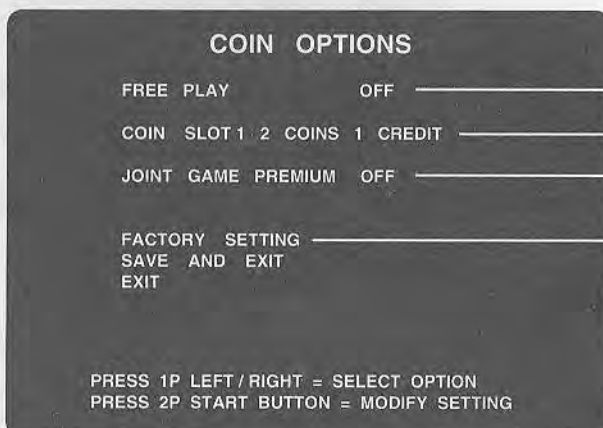 COIN OPTIONS
FREE PLAY OFF
COIN SLOT 1 2 COINS 1 CREDIT
JOINT GAME PREMIUM OFF
FACTORY SETTING
SAVE AND EXIT
EXIT
PRESS 1P LEFT / RIGHT = SELECT OPTION
PRESS 2P START BUTTON = MODIFY SETTING